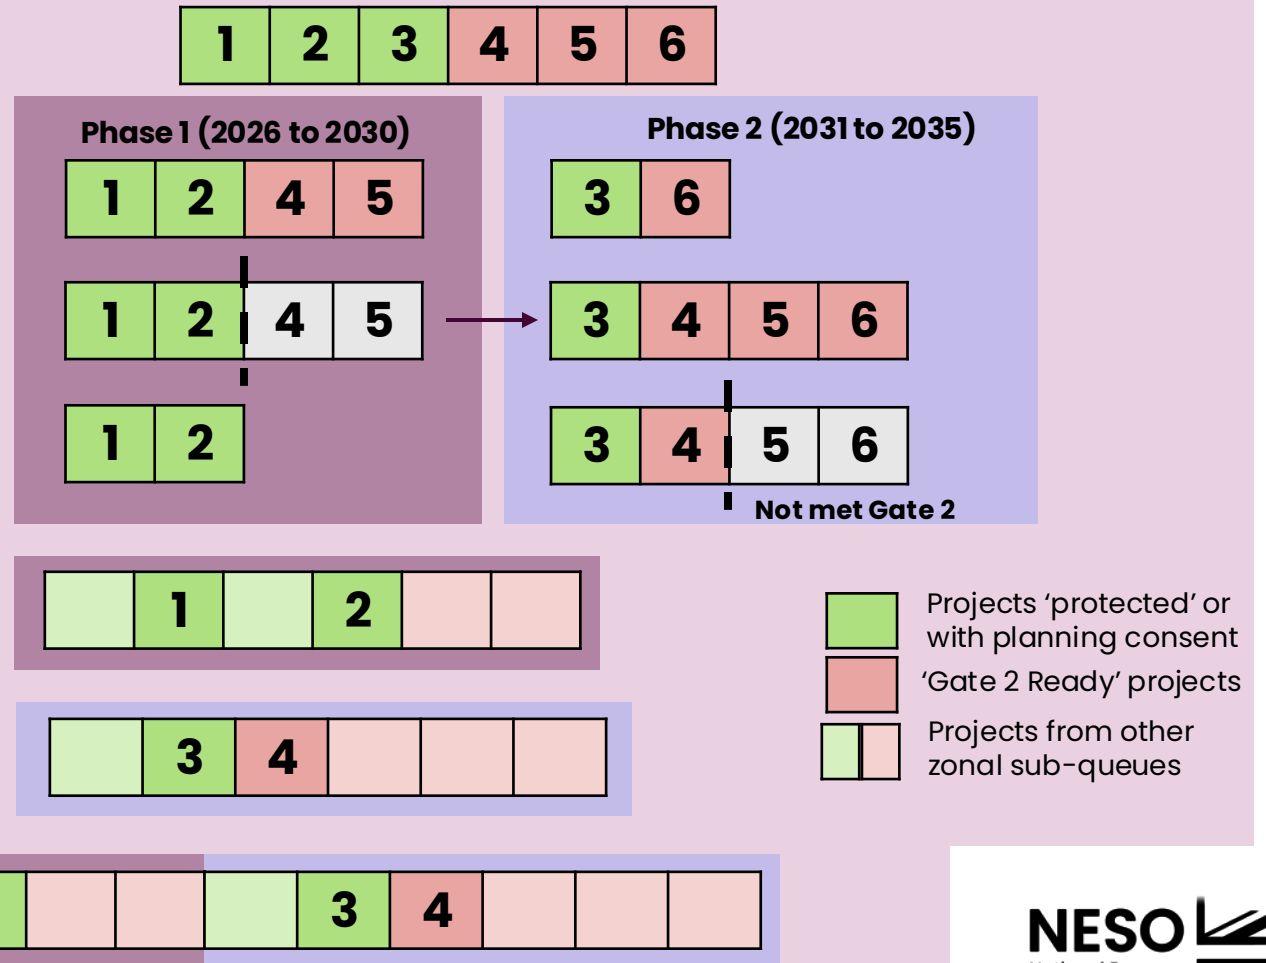 1 2 3 4 5 6
Phase 1 (2026 to 2030)
1 2 4 5
1 2 4 5
1 2
Phase 2 (2031 to 2035)
3 6
3 4 5 6
3 4 5 6
Not met Gate 2
1 2
3 4
3 4
Projects ‘protected’ or
with planning consent
‘Gate 2 Ready’ projects
Projects from other
zonal sub-queues
NESO